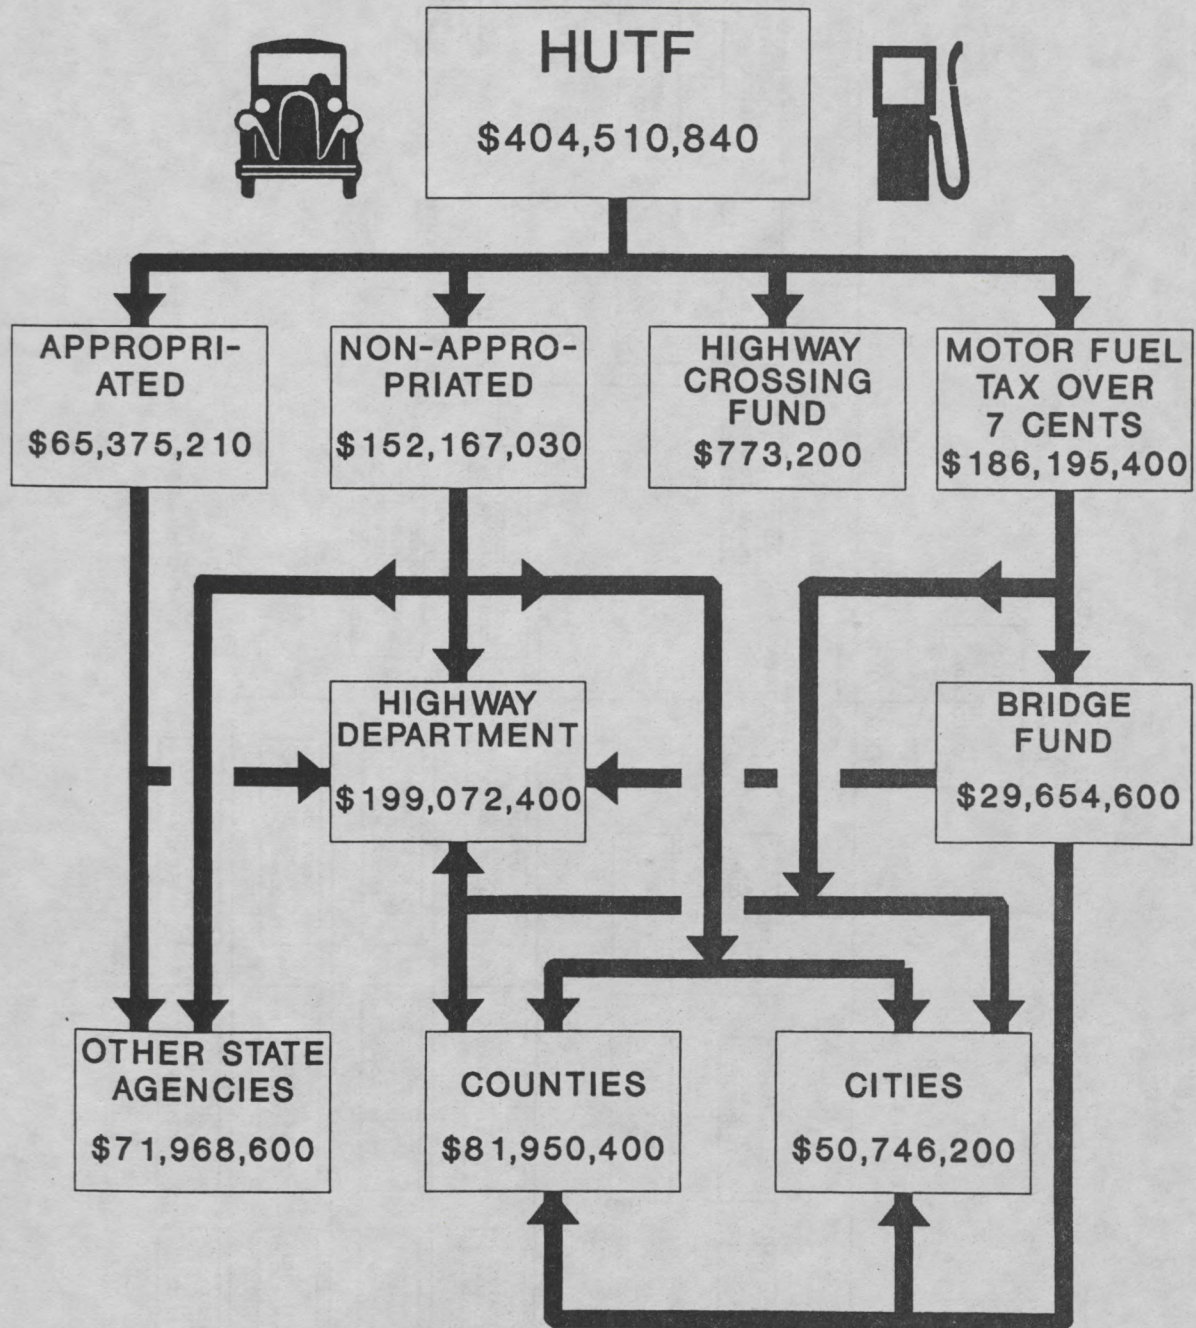 HUTF
$404,510,840
APPROPRI-
ATED
$65,375,210
NON-APPRO-
PRIATED
$152,167,030
HIGHWAY
CROSSING
FUND
$773,200
MOTOR FUEL
TAX OVER
7 CENTS
$186,195,400
HIGHWAY
DEPARTMENT
$199,072,400
BRIDGE
FUND
$29,654,600
OTHER STATE
AGENCIES
$71,968,600
COUNTIES
$81,950,400
CITIES
$50,746,200